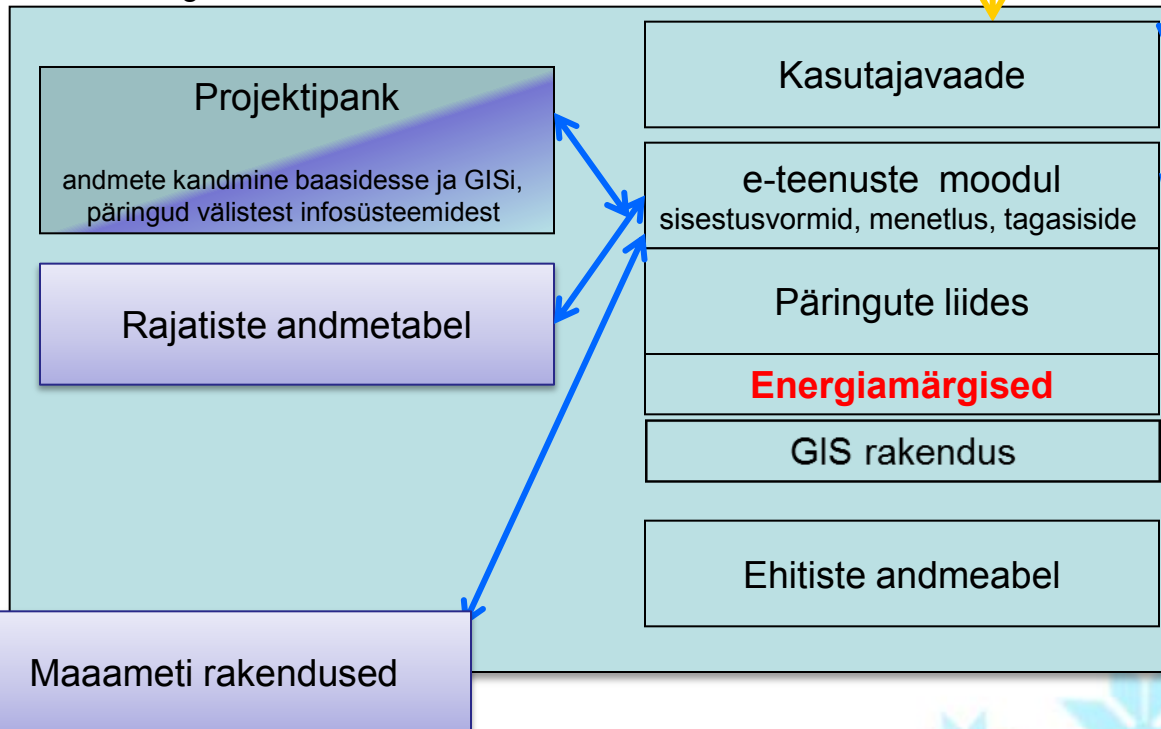 Projektipank
andmete kandmine baasidesse ja GISi,
päringud välistest infosüsteemidest
Rajatiste andmetabel
Maaameti rakendused
Kasutajavaade
e-teenuste moodul
sisestusvormid, menetlus, tagasiside
Päringute liides
Energiamärgised
GIS rakendus
Ehitiste andmeabel